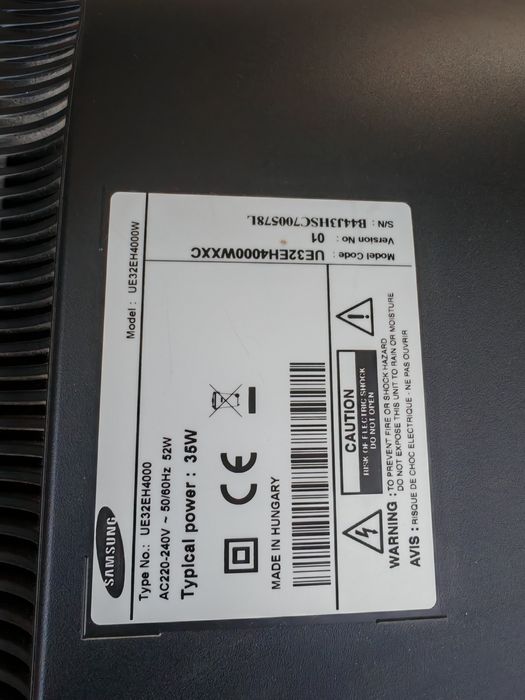 SAMSUNG
Type No.: UE32EH4000 Model : UE32EH4000W
AC220-240V ~ 50/60Hz 52W
Typical power : 35W
MADE IN HUNGARY
CAUTION
RISK OF ELECTRIC SHOCK
DO NOT OPEN
WARNING : TO PREVENT FIRE OR SHOCK HAZARD
DO NOT EXPOSE THIS UNIT TO RAIN OR MOISTURE
AVIS : RISQUE DE CHOC ELECTRIQUE - NE PAS OUVRIR
Model Code : UE32EH4000WXXC
Version No : 01
S/N : B44J3HSC700578L